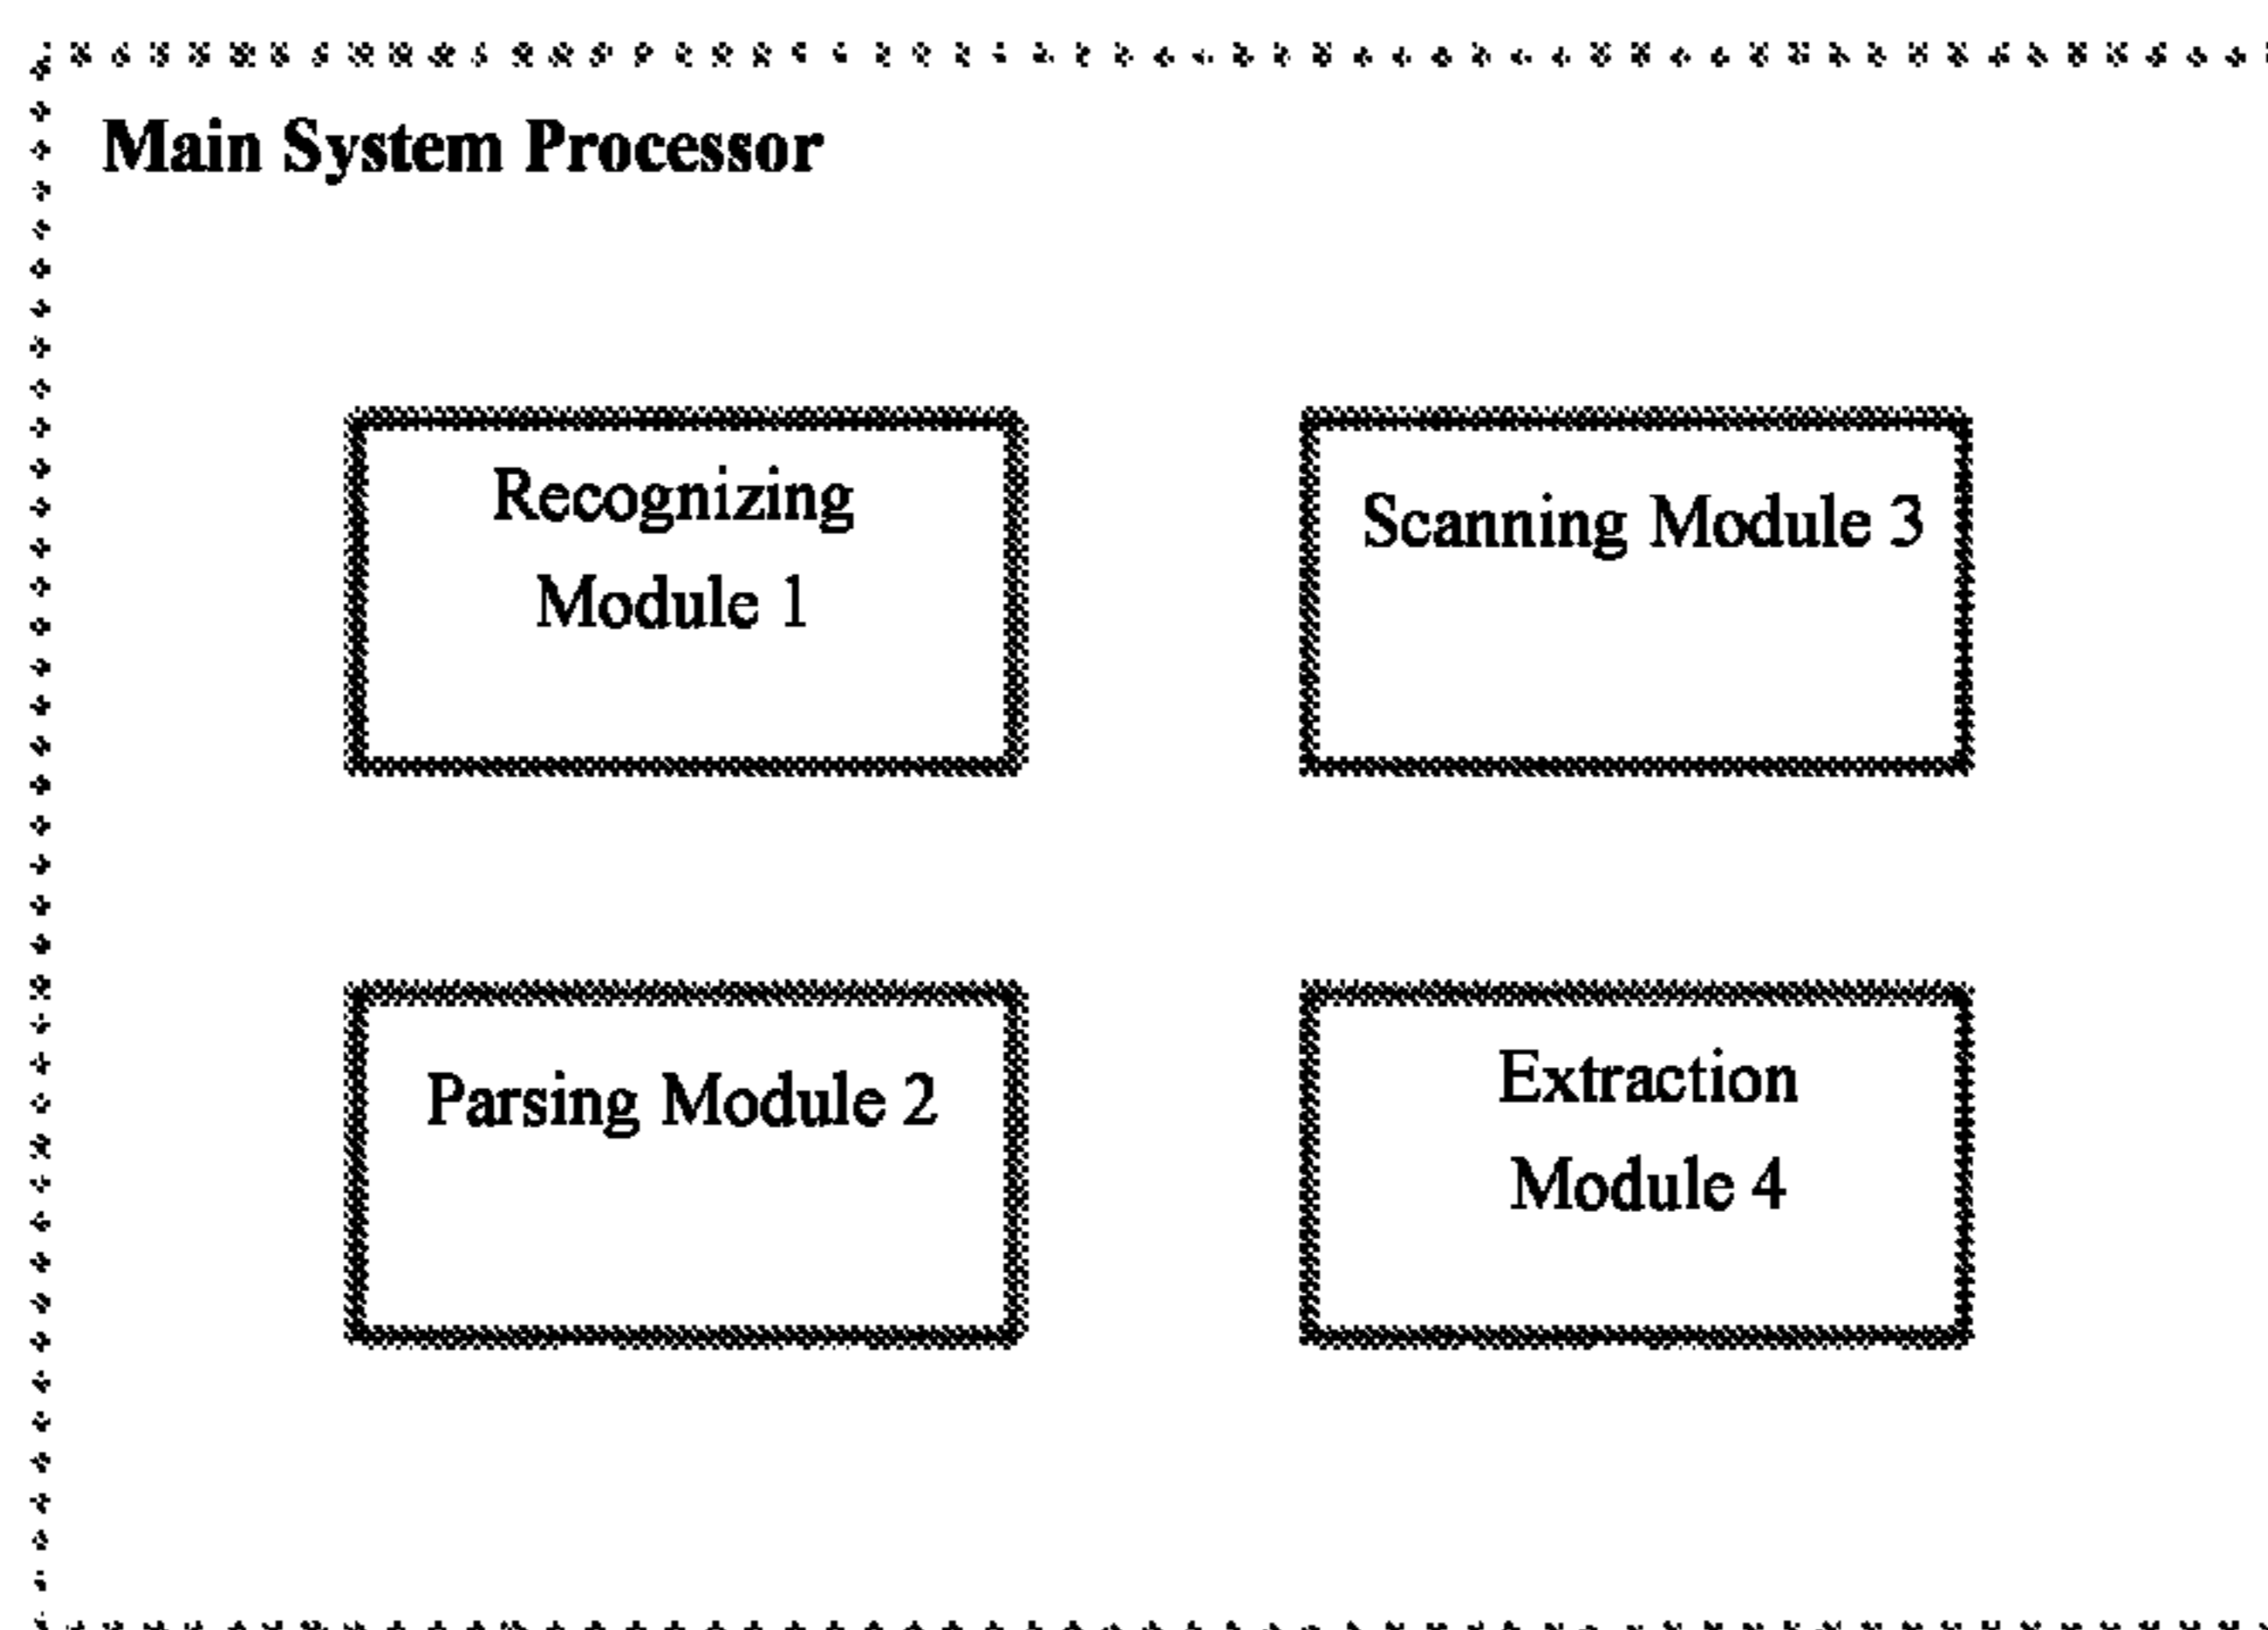 Main System Processor
Recognizing
Module 1
Scanning Module 3
Parsing Module 2
Extraction
Module 4